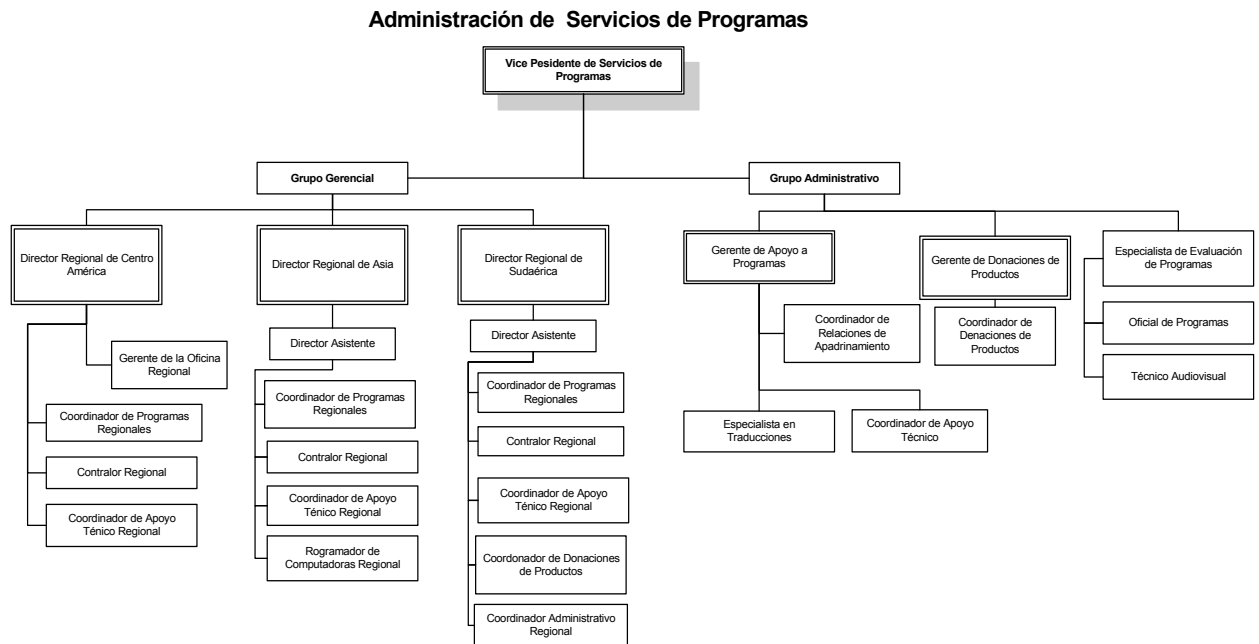 Administración de Servicios de Programas
Vice Pesidente de Servicios de
Programas
Grupo Gerencial
Grupo Administrativo
Director Regional de Centro
América
Director Regional de Asia
Director Regional de
Sudaérica
Gerente de Apoyo a
Programas
Gerente de Donaciones de
Productos
Especialista de Evaluación
de Programas
Gerente de la Oficina
Regional
Coordinador de Programas
Regionales
Contralor Regional
Coordinador de Apoyo
Ténico Regional
Director Asistente
Coordinador de Programas
Regionales
Contralor Regional
Coordinador de Apoyo
Ténico Regional
Rogramador de
Computadoras Regional
Director Asistente
Coordinador de Programas
Regionales
Contralor Regional
Coordinador de Apoyo
Ténico Regional
Coordonador de Donaciones
de Productos
Coordinador Administrativo
Regional
Coordinador de
Relaciones de
Apadrinamiento
Especialista en
Traducciones
Coordinador de Apoyo
Técnico
Coordinador de
Denaciones de
Productos
Oficial de Programas
Técnico Audiovisual